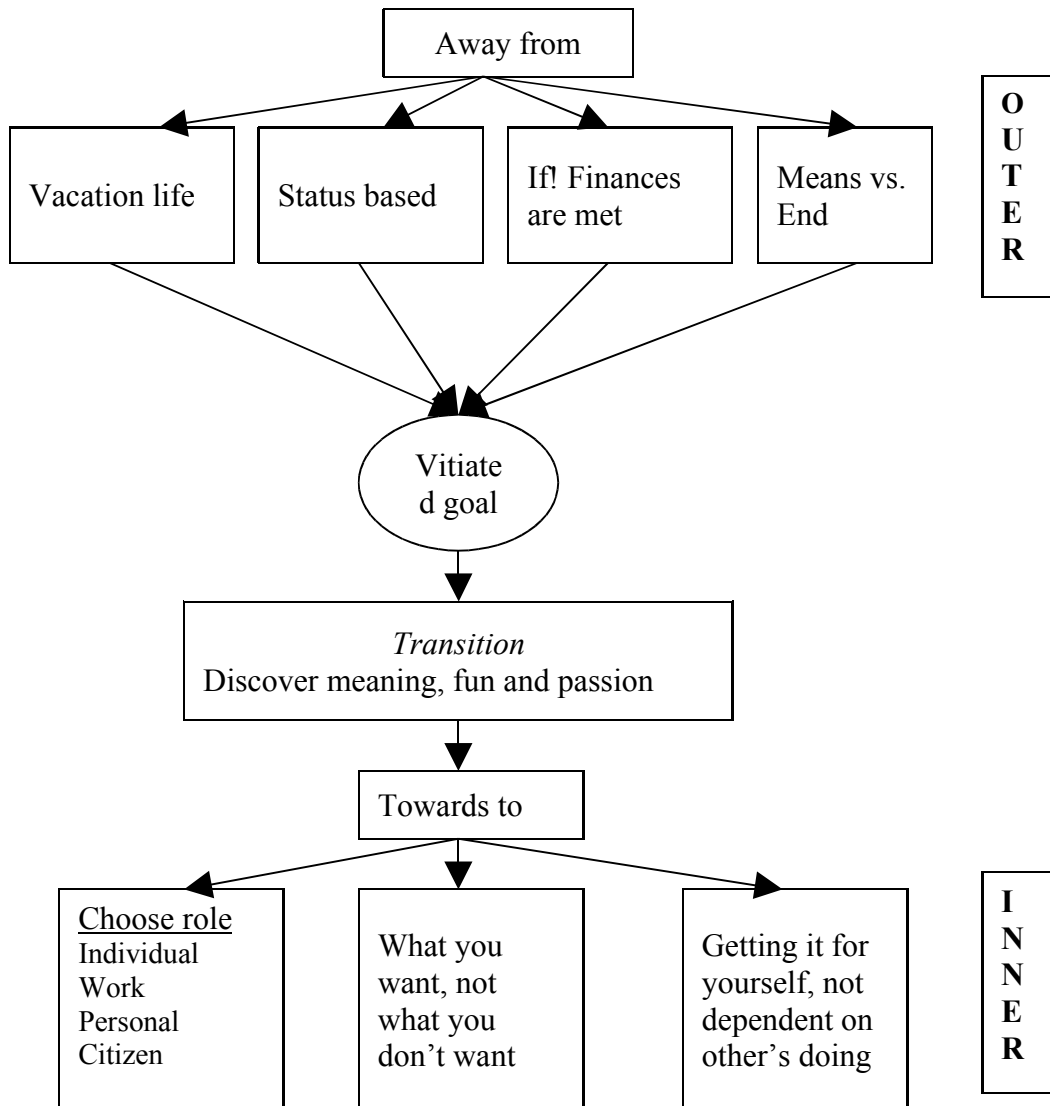 Away from
Vacation life
Status based
If! Finances
are met
Means vs.
End
O
U
T
E
R
Vitiate
d goal
Transition
Discover meaning, fun and passion
Towards to
Choose role
Individual
Work
Personal
Citizen
What you
want, not
what you
don’t want
Getting it for
yourself, not
dependent on
other’s doing
I
N
N
E
R